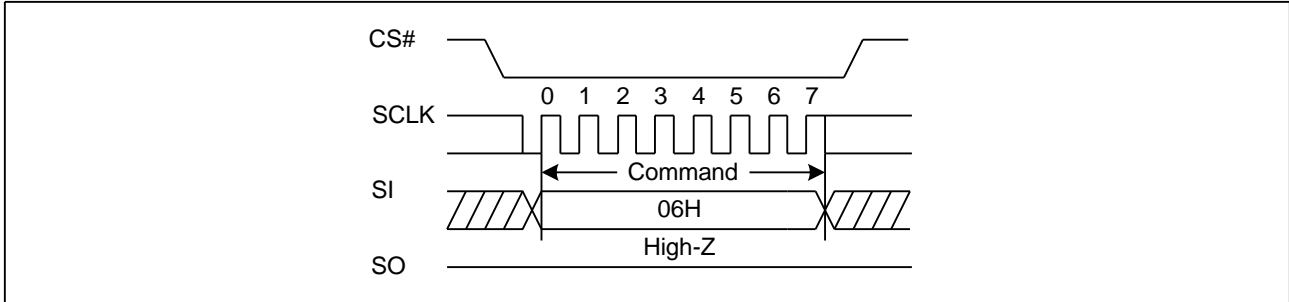 CS#
0 1 2 3 4 5 6 7
SCLK
Command
SI
06H
High-Z
SO